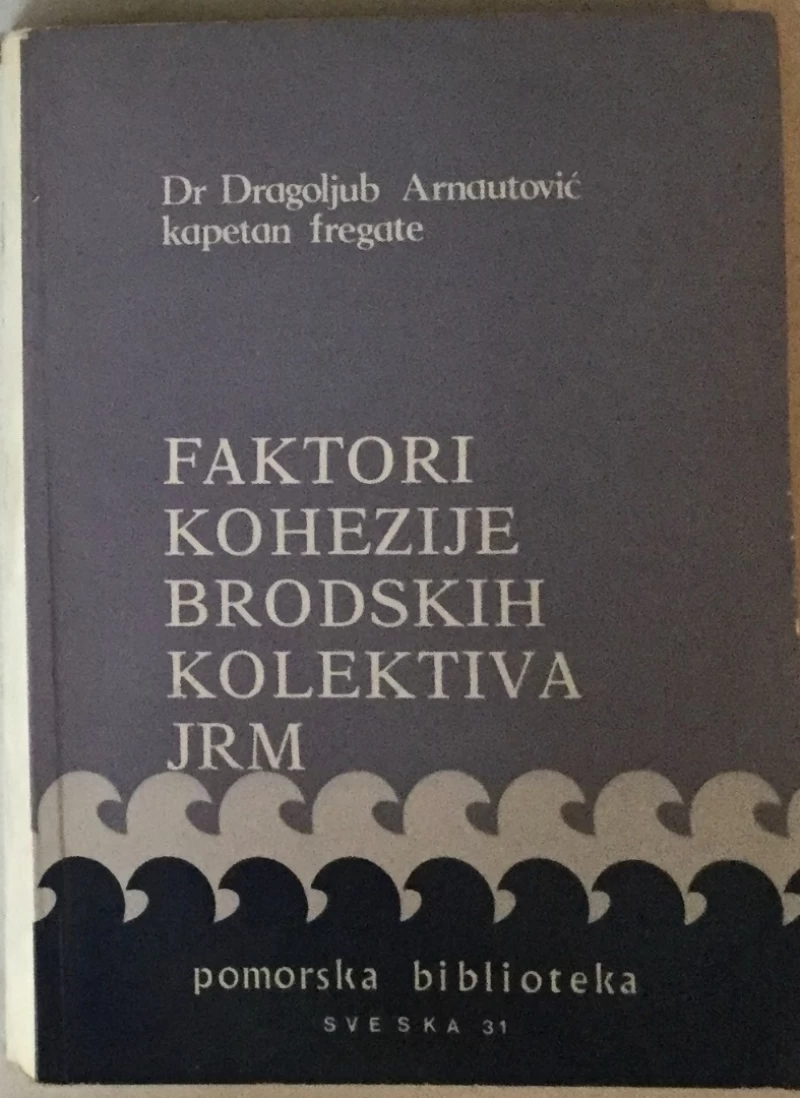 Dr Dragoljub Arnautović
kapetan fregate
FAKTORI
KOHEZIJE
BRODSKIH
KOLEKTIVA
JRM
pomorska biblioteka
SVESKA 31